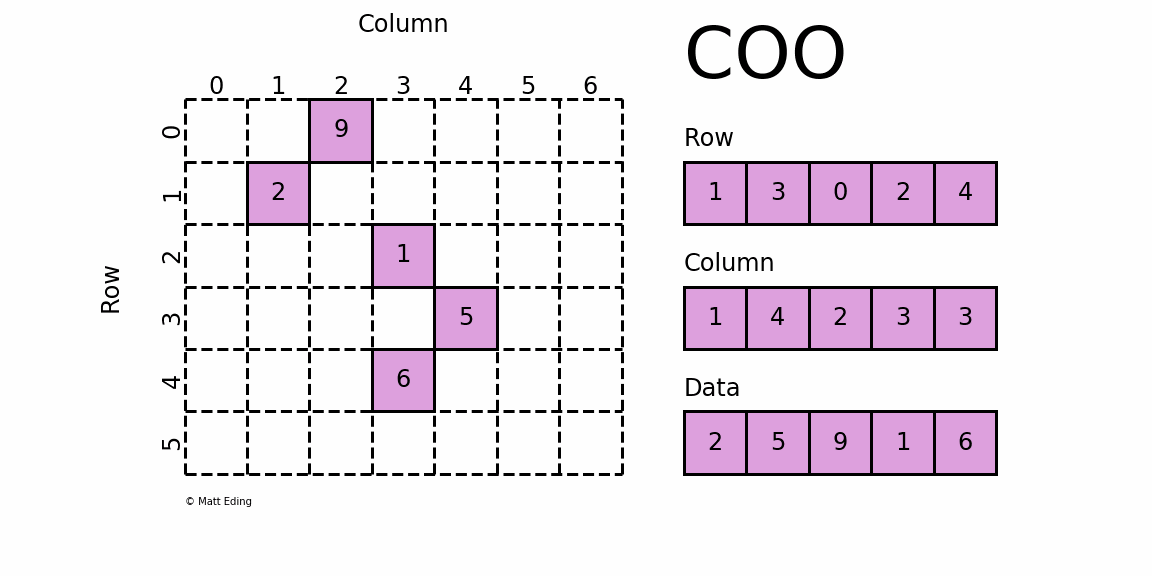 Column
COO
0 1 2 3 4 5 6
0 9
1 2
2 1
3 5
4 6
5
Row
Row
1 3 0 2 4
Column
1 4 2 3 3
Data
2 5 9 1 6
© Matt Eding